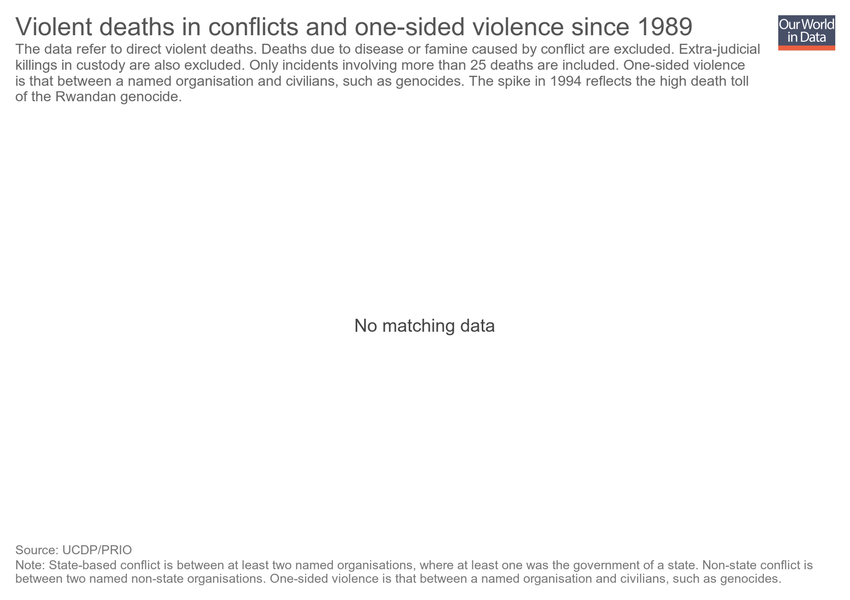 Violent deaths in conflicts and one-sided violence since 1989
Our World
in Data
The data refer to direct violent deaths. Deaths due to disease or famine caused by conflict are excluded. Extra-judicial
killings in custody are also excluded. Only incidents involving more than 25 deaths are included. One-sided violence
is that between a named organisation and civilians, such as genocides. The spike in 1994 reflects the high death toll
of the Rwandan genocide.
No matching data
Source: UCDP/PRIO
Note: State-based conflict is between at least two named organisations, where at least one was the government of a state. Non-state conflict is
between two named non-state organisations. One-sided violence is that between a named organisation and civilians, such as genocides.